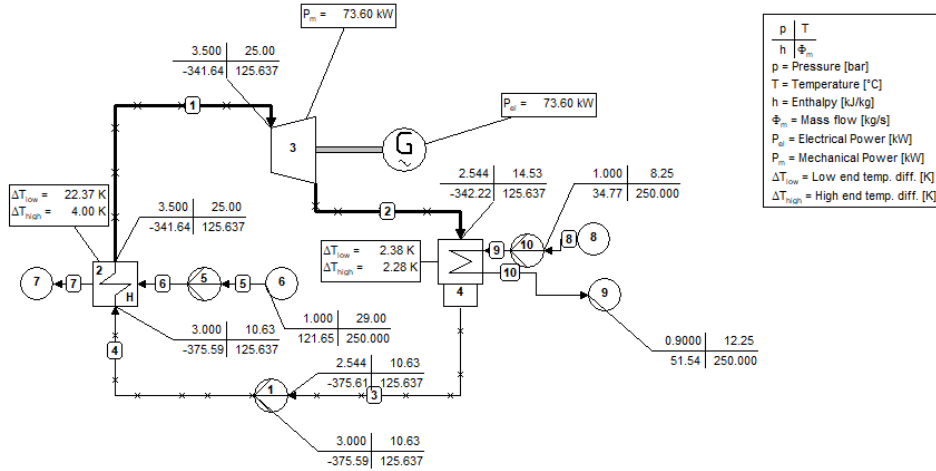 P_m = 73.60 kW
p T
h Φ_m
p = Pressure [bar]
T = Temperature [°C]
h = Enthalpy [kJ/kg]
Φ_m = Mass flow [kg/s]
P_el = Electrical Power [kW]
P_m = Mechanical Power [kW]
ΔT_low = Low end temp. diff. [K]
ΔT_high = High end temp. diff. [K]
3.500 25.00
-341.64 125.637
1
3
P_el = 73.60 kW
G
~
2.544 14.53
-342.22 125.637
1.000 8.25
34.77 250.000
ΔT_low = 22.37 K
ΔT_high = 4.00 K
3.500 25.00
-341.64 125.637
2
ΔT_low = 2.38 K
ΔT_high = 2.28 K
9
10
8
8
10
4
9
2
H
7
7
6
5
5
6
1.000 29.00
121.65 250.000
0.9000 12.25
51.54 250.000
4
3.000 10.63
-375.59 125.637
2.544 10.63
-375.61 125.637
1
3
3.000 10.63
-375.59 125.637